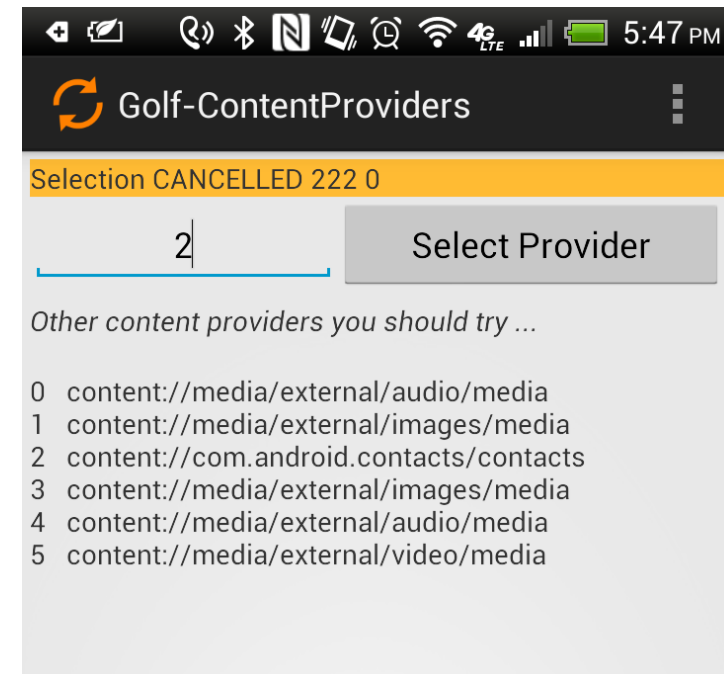 4G LTE 5:47 PM
Golf-ContentProviders
Selection CANCELLED 222 0
2 Select Provider
Other content providers you should try ...
0 content://media/external/audio/media
1 content://media/external/images/media
2 content://com.android.contacts/contacts
3 content://media/external/images/media
4 content://media/external/audio/media
5 content://media/external/video/media